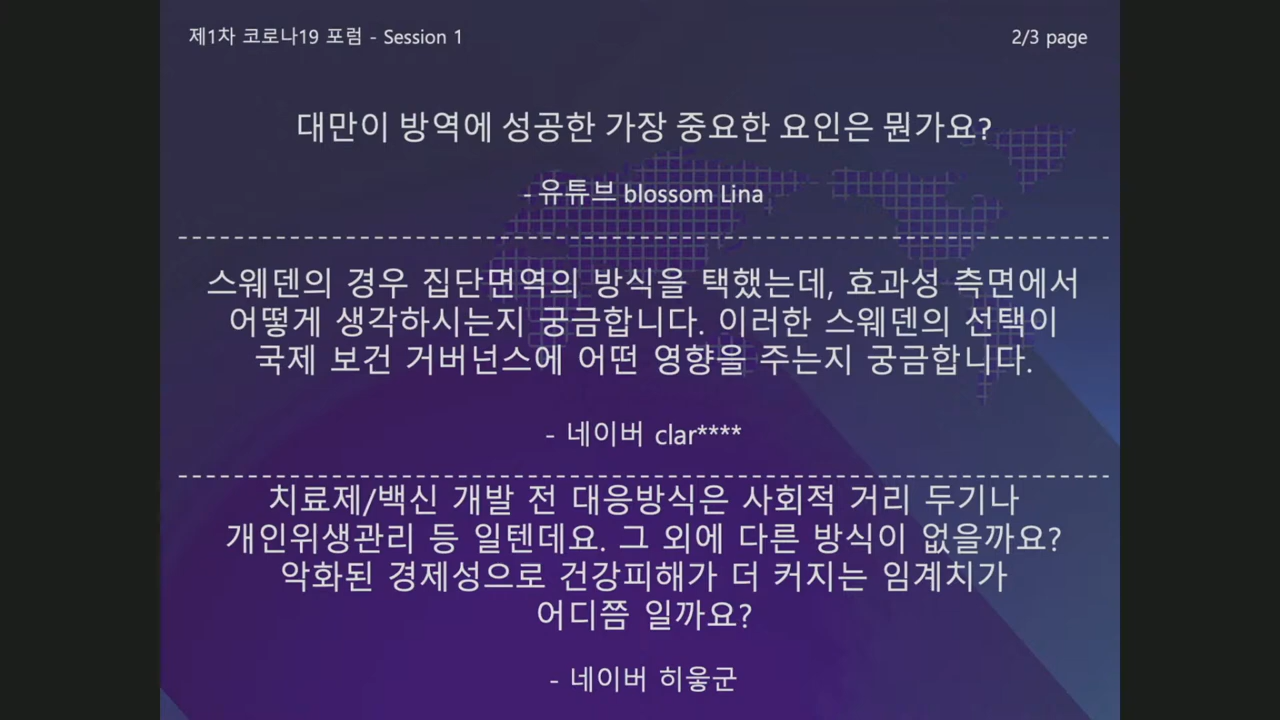 제1차 코로나19 포럼 - Session 1
2/3 page
대만이 방역에 성공한 가장 중요한 요인은 뭔가요?
- 유튜브 blossom Lina
스웨덴의 경우 집단면역의 방식을 택했는데, 효과성 측면에서
어떻게 생각하시는지 궁금합니다. 이러한 스웨덴의 선택이
국제 보건 거버넌스에 어떤 영향을 주는지 궁금합니다.
- 네이버 clar****
치료제/백신 개발 전 대응방식은 사회적 거리 두기나
개인위생관리 등 일텐데요. 그 외에 다른 방식이 없을까요?
악화된 경제성으로 건강피해가 더 커지는 임계치가
어디쯤 일까요?
- 네이버 히읗군